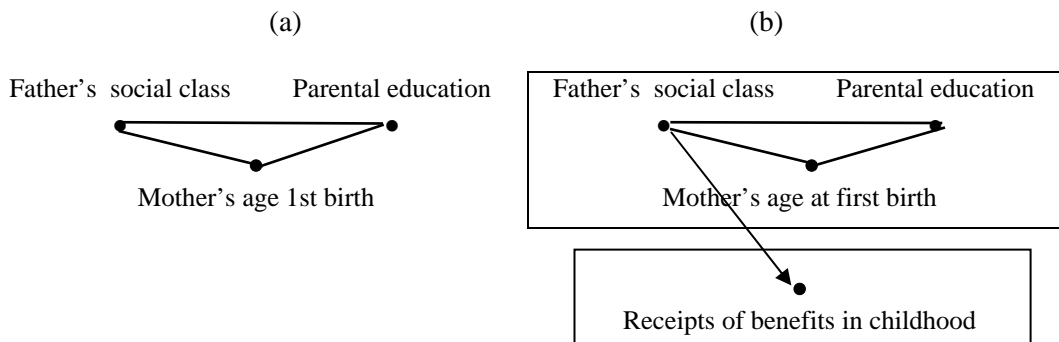 (a)
(b)
Father's social class Parental education
Father's social class Parental education
Mother's age 1st birth
Mother's age at first birth
Receipts of benefits in childhood